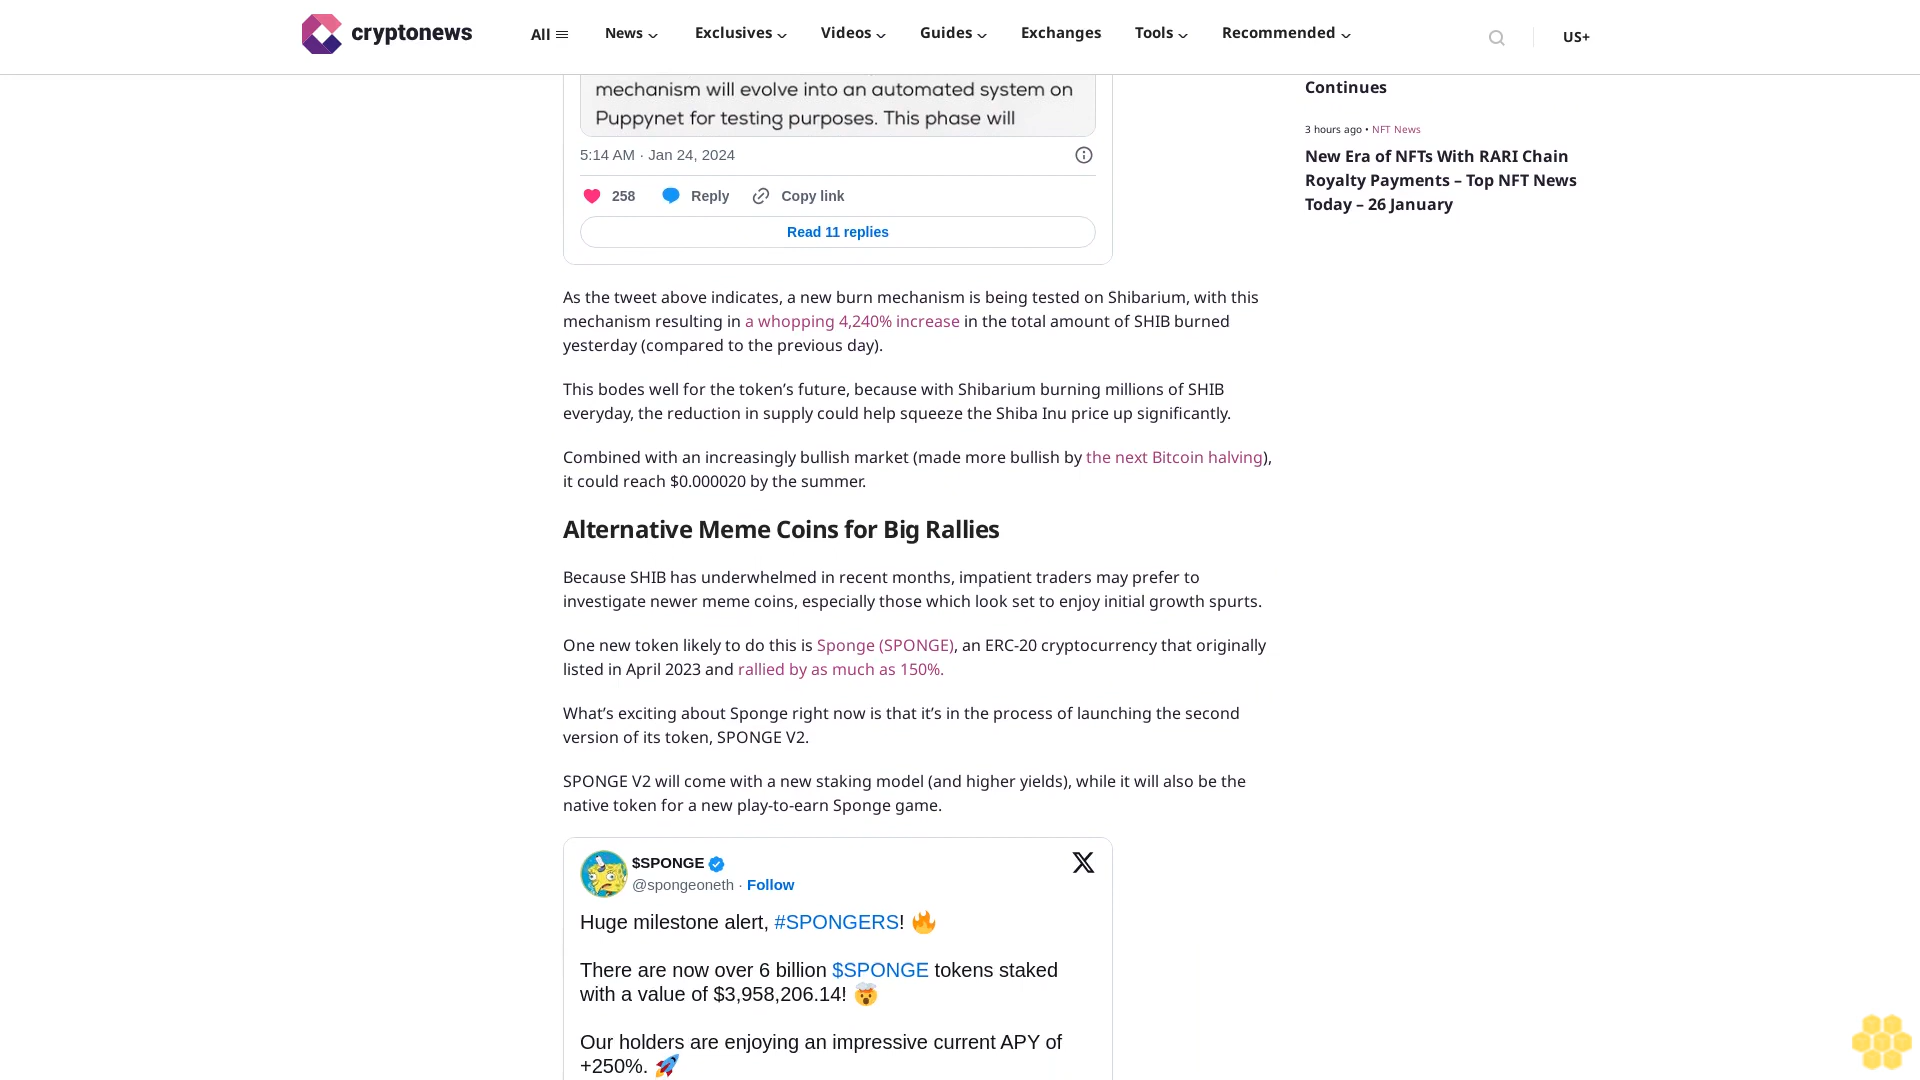 cryptonews
All
News
Exclusives
Videos
Guides
Exchanges
Tools
Recommended
US+
mechanism will evolve into an automated system on
Puppynet for testing purposes. This phase will
5:14 AM · Jan 24, 2024
258
Reply
Copy link
Read 11 replies
As the tweet above indicates, a new burn mechanism is being tested on Shibarium, with this
mechanism resulting in a whopping 4,240% increase in the total amount of SHIB burned
yesterday (compared to the previous day).
This bodes well for the token’s future, because with Shibarium burning millions of SHIB
everyday, the reduction in supply could help squeeze the Shiba Inu price up significantly.
Combined with an increasingly bullish market (made more bullish by the next Bitcoin halving),
it could reach $0.000020 by the summer.
Alternative Meme Coins for Big Rallies
Because SHIB has underwhelmed in recent months, impatient traders may prefer to
investigate newer meme coins, especially those which look set to enjoy initial growth spurts.
One new token likely to do this is Sponge (SPONGE), an ERC-20 cryptocurrency that originally
listed in April 2023 and rallied by as much as 150%.
What’s exciting about Sponge right now is that it’s in the process of launching the second
version of its token, SPONGE V2.
SPONGE V2 will come with a new staking model (and higher yields), while it will also be the
native token for a new play-to-earn Sponge game.
$SPONGE
@spongeoneth · Follow
Huge milestone alert, #SPONGERS! 🔥
There are now over 6 billion $SPONGE tokens staked
with a value of $3,958,206.14! 🤯
Our holders are enjoying an impressive current APY of
+250%. 🚀
Continues
3 hours ago • NFT News
New Era of NFTs With RARI Chain
Royalty Payments – Top NFT News
Today – 26 January